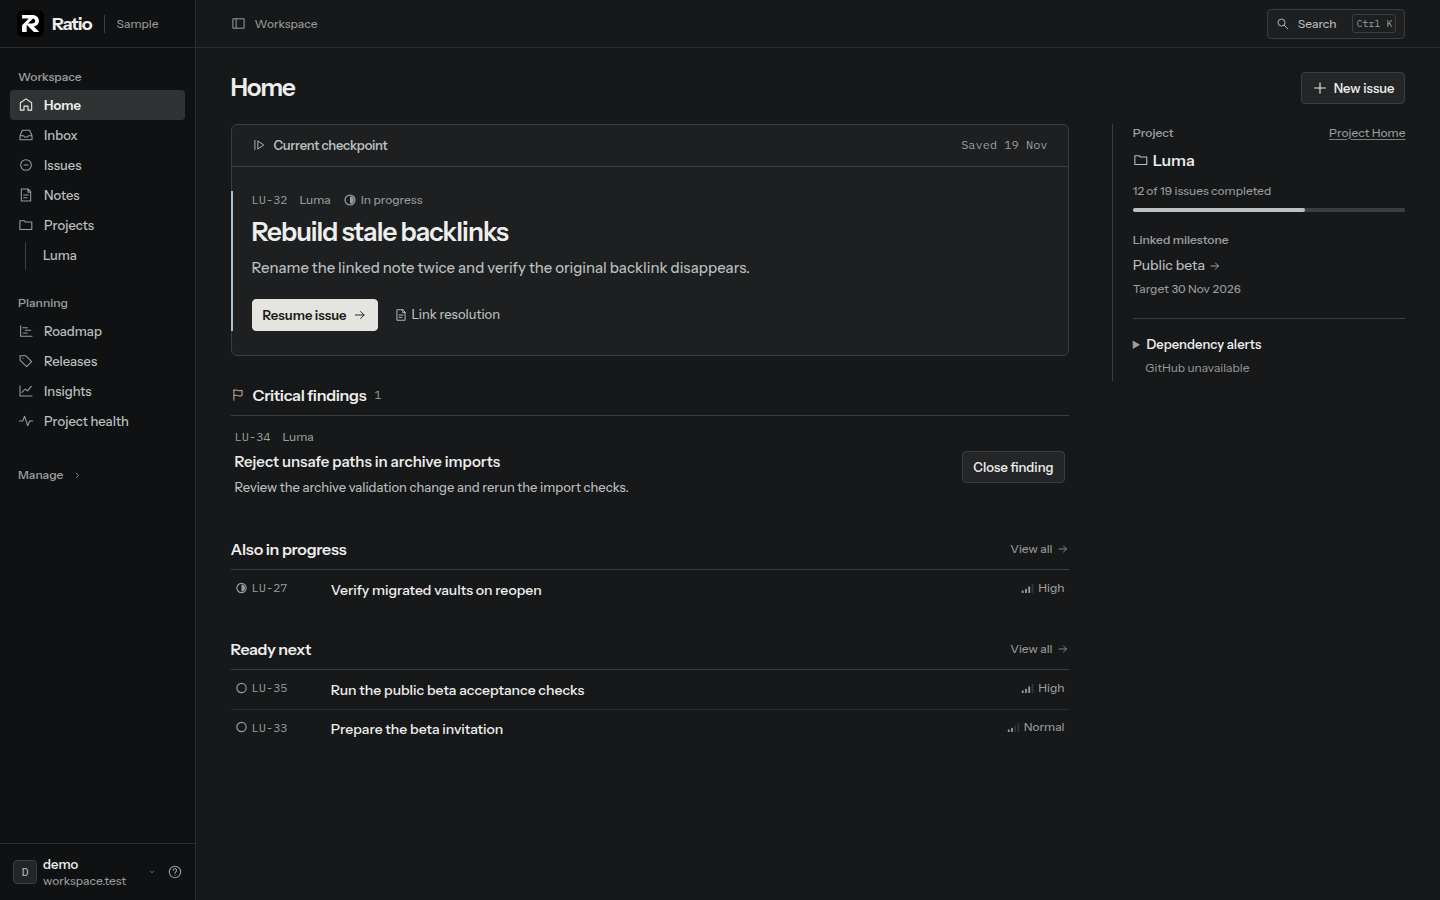 Ratio Sample
Workspace
Home
Inbox
Issues
Notes
Projects
Luma
Planning
Roadmap
Releases
Insights
Project health
Manage
D
demo
workspace.test
Workspace
Search Ctrl K
Home
New issue
Current checkpoint Saved 19 Nov
LU-32 Luma In progress
Rebuild stale backlinks
Rename the linked note twice and verify the original backlink disappears.
Resume issue → Link resolution
Critical findings 1
LU-34 Luma
Reject unsafe paths in archive imports
Review the archive validation change and rerun the import checks.
Close finding
Also in progress View all →
LU-27 Verify migrated vaults on reopen High
Ready next View all →
LU-35 Run the public beta acceptance checks High
LU-33 Prepare the beta invitation Normal
Project Project Home
Luma
12 of 19 issues completed
Linked milestone
Public beta →
Target 30 Nov 2026
Dependency alerts
GitHub unavailable